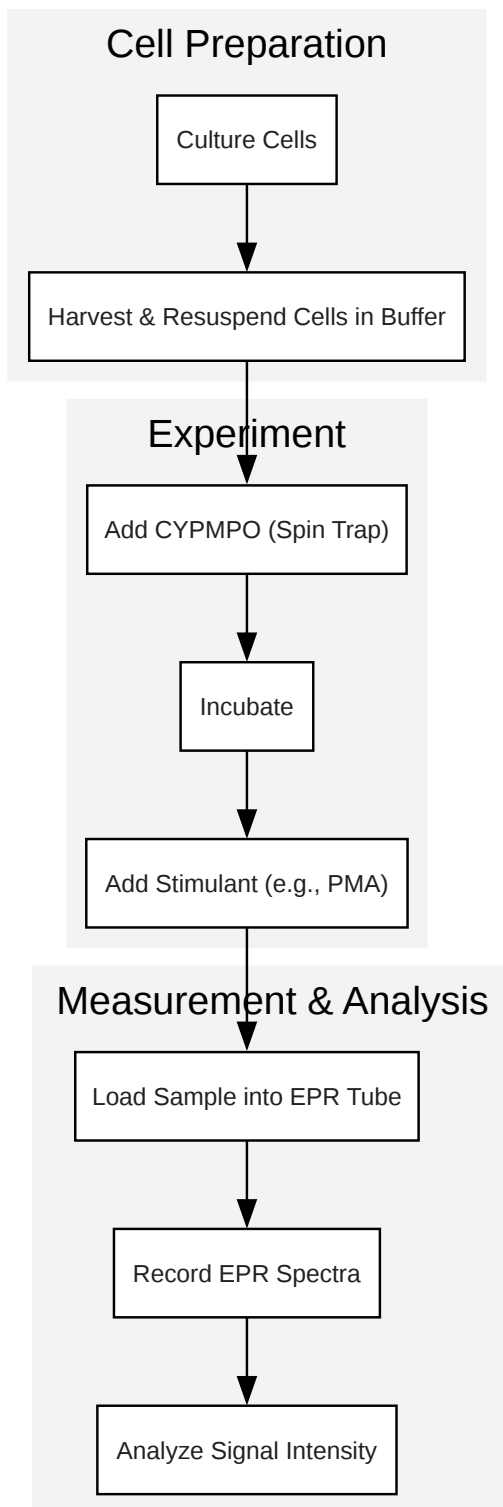 Cell Preparation
Culture Cells
Harvest & Resuspend Cells in Buffer
Experiment
Add CYPMPO (Spin Trap)
Incubate
Add Stimulant (e.g., PMA)
Measurement & Analysis
Load Sample into EPR Tube
Record EPR Spectra
Analyze Signal Intensity